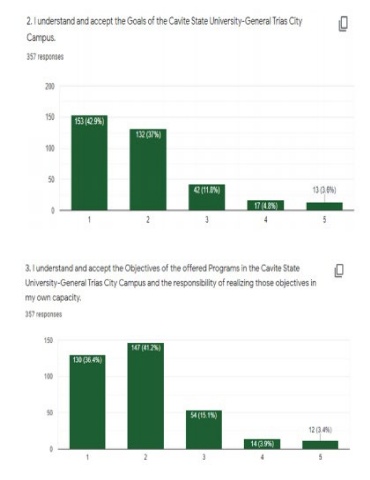 2. I understand and accept the Goals of the Cavite State University-General Trias City
Campus.
357 responses
200
150
100
50
0
153 (42.9%)
132 (37%)
42 (11.8%)
17 (4.8%)
13 (3.6%)
1 2 3 4 5
3. I understand and accept the Objectives of the offered Programs in the Cavite State
University-General Trias City Campus and the responsibility of realizing those objectives in
my own capacity.
357 responses
150
100
50
0
130 (36.4%)
147 (41.2%)
54 (15.1%)
14 (3.9%)
12 (3.4%)
1 2 3 4 5